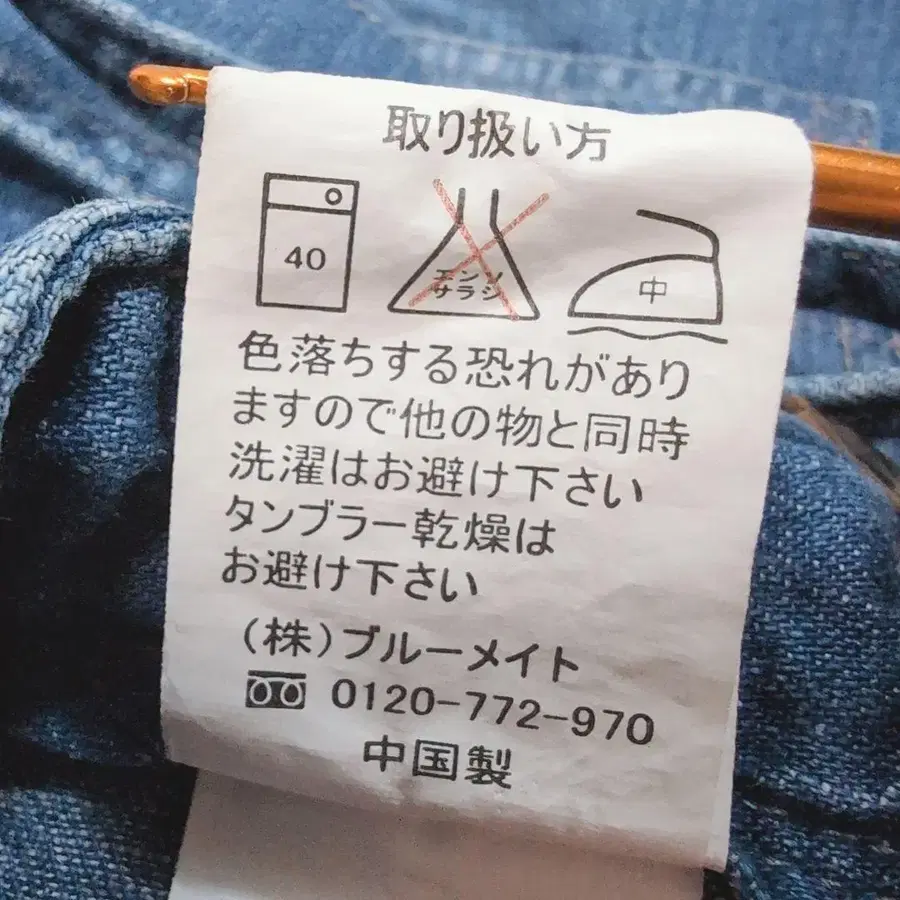 取り扱い方
40
エンソ
サラシ
中
色落ちする恐れがあり
ますので他の物と同時
洗濯はお避け下さい
タンブラー乾燥は
お避け下さい
(株)ブルーメイト
0120-772-970
中国製